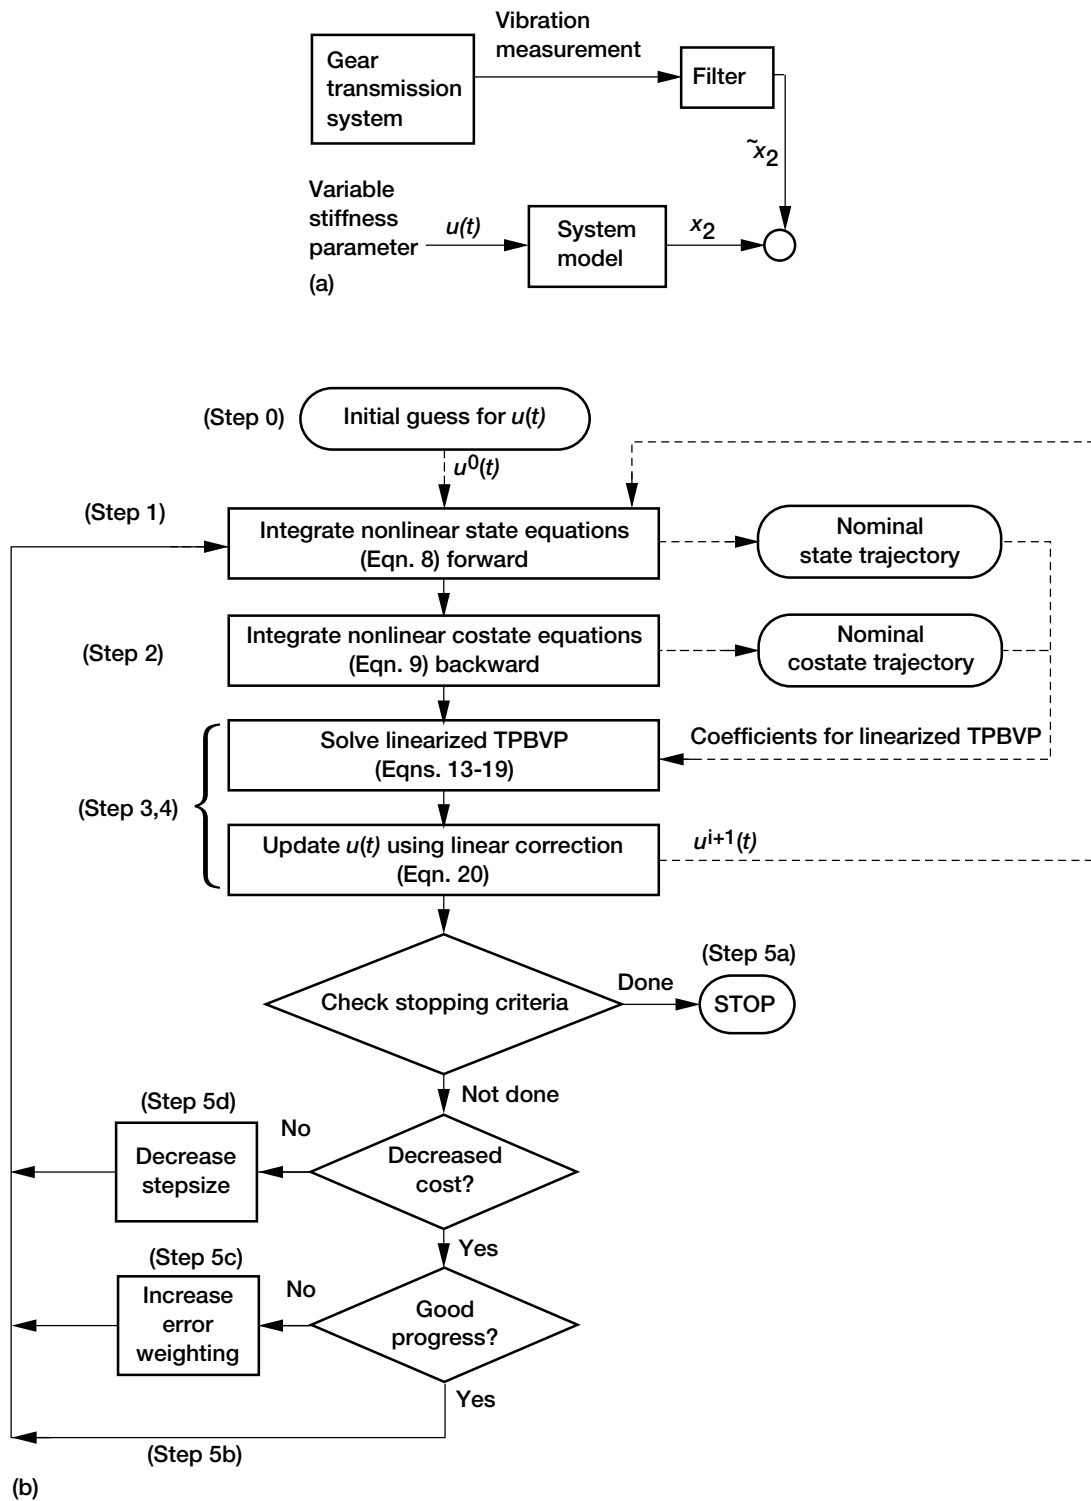 Vibration
measurement
Gear
transmission
system
Filter
~x2
Variable
stiffness
parameter
u(t)
System
model
x2
(a)
(Step 0)
Initial guess for u(t)
u0(t)
(Step 1)
Integrate nonlinear state equations
(Eqn. 8) forward
Nominal
state trajectory
(Step 2)
Integrate nonlinear costate equations
(Eqn. 9) backward
Nominal
costate trajectory
Solve linearized TPBVP
(Eqns. 13-19)
Coefficients for linearized TPBVP
(Step 3,4)
Update u(t) using linear correction
(Eqn. 20)
ui+1(t)
(Step 5a)
Check stopping criteria
Done
STOP
Not done
(Step 5d)
No
Decrease
stepsize
Decreased
cost?
Yes
(Step 5c)
No
Increase
error
weighting
Good
progress?
Yes
(Step 5b)
(b)